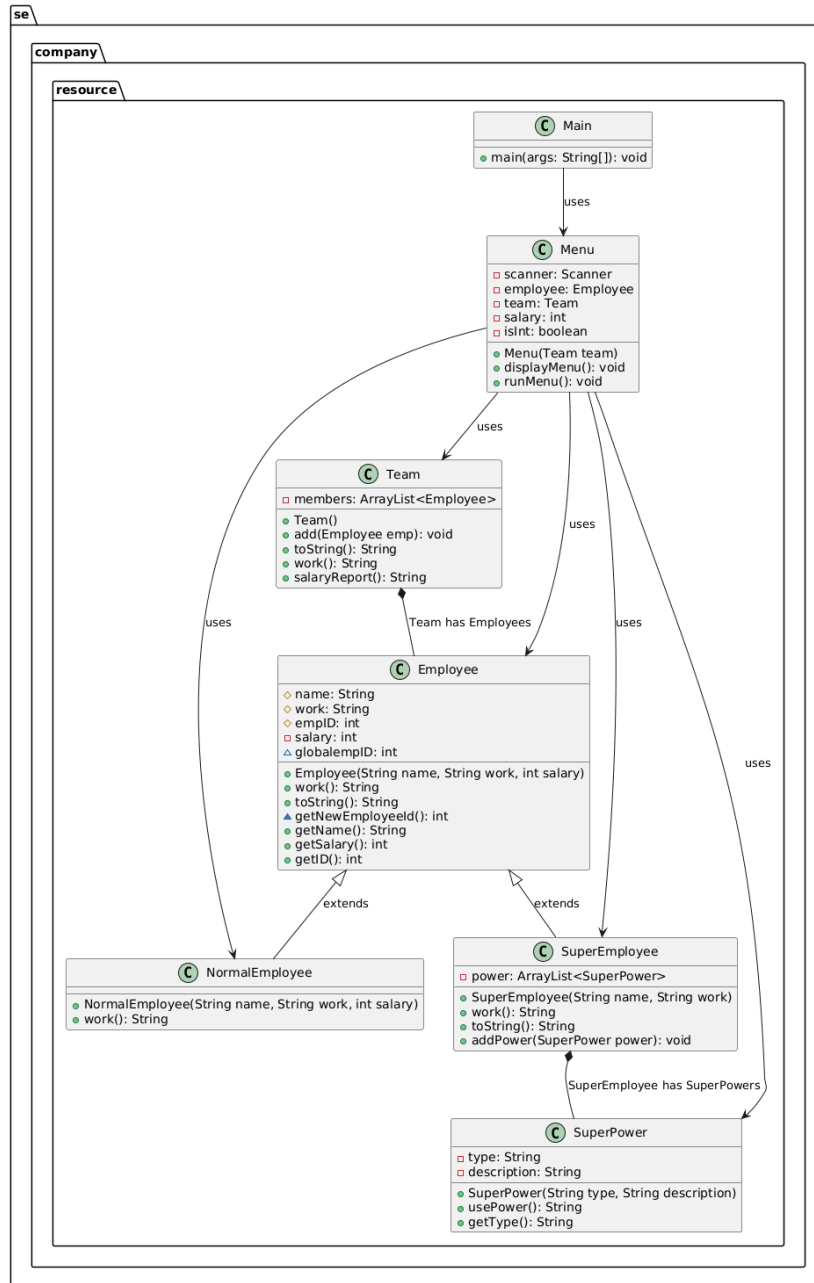 se
company
resource
C Main
main(args: String[]): void
uses
C Menu
scanner: Scanner
employee: Employee
team: Team
salary: int
isInt: boolean
Menu(Team team)
displayMenu(): void
runMenu(): void
uses
C Team
members: ArrayList<Employee>
Team()
add(Employee emp): void
toString(): String
work(): String
salaryReport(): String
uses
uses
uses
Team has Employees
C Employee
name: String
work: String
empID: int
salary: int
globalempID: int
Employee(String name, String work, int salary)
work(): String
toString(): String
getNewEmployeeId(): int
getName(): String
getSalary(): int
getID(): int
uses
extends
extends
C NormalEmployee
NormalEmployee(String name, String work, int salary)
work(): String
C SuperEmployee
power: ArrayList<SuperPower>
SuperEmployee(String name, String work)
work(): String
toString(): String
addPower(SuperPower power): void
SuperEmployee has SuperPowers
C SuperPower
type: String
description: String
SuperPower(String type, String description)
usePower(): String
getType(): String